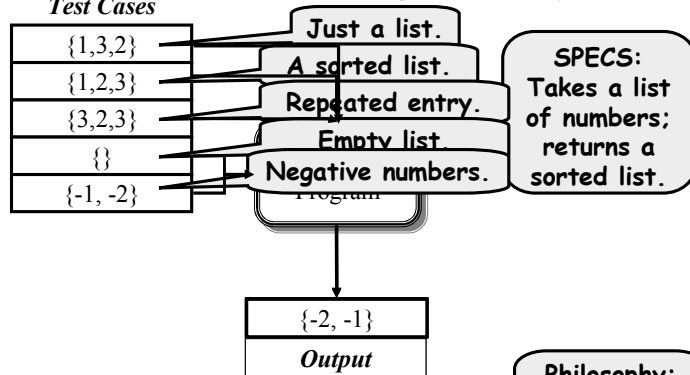 Test Cases
{1,3,2}
{1,2,3}
{3,2,3}
{}
{-1, -2}
Just a list.
A sorted list.
Repeated entry.
Empty list.
Negative numbers.
Program
SPECS:
Takes a list
of numbers;
returns a
sorted list.
{-2, -1}
Output
Philosophy: